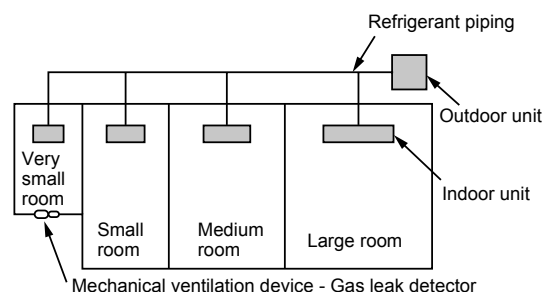 Refrigerant piping
Outdoor unit
Indoor unit
Very
small
room
Small
room
Medium
room
Large room
Mechanical ventilation device - Gas leak detector